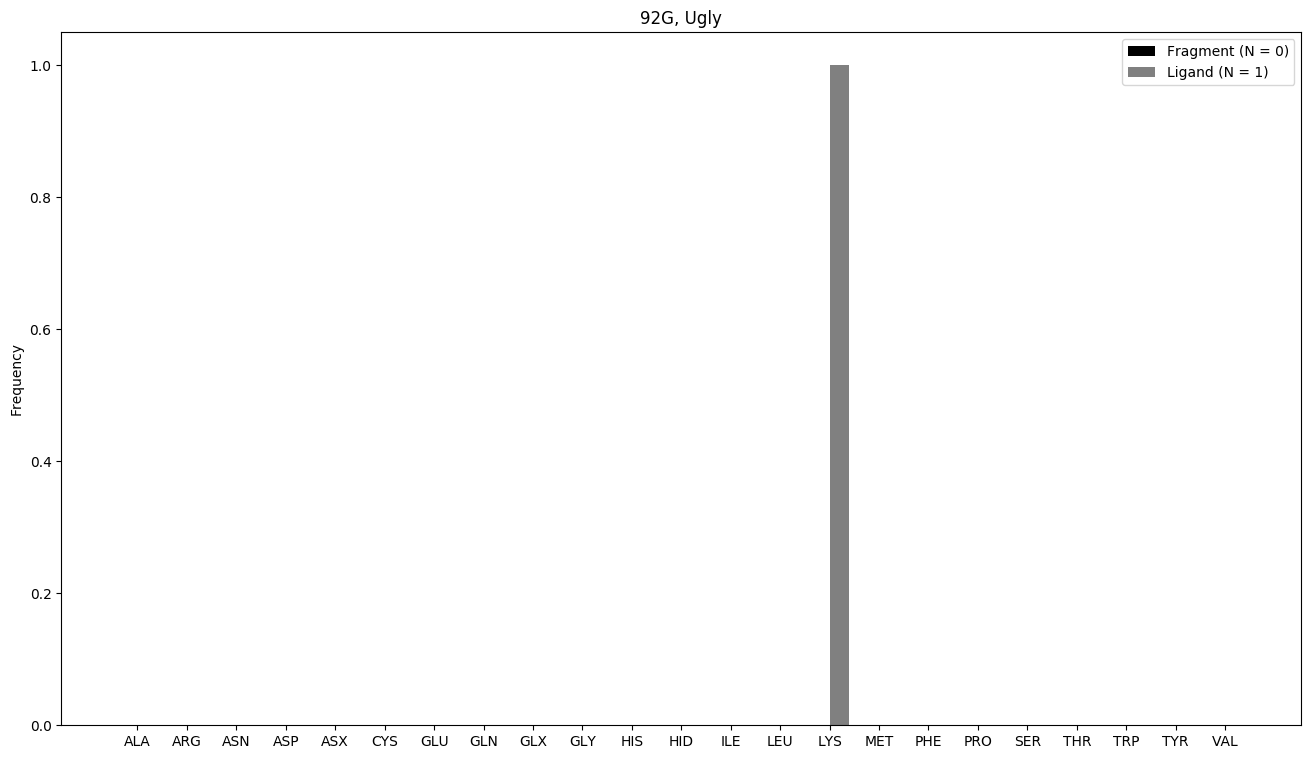 92G, Ugly
Fragment (N = 0)
Ligand (N = 1)
Frequency
1.0
0.8
0.6
0.4
0.2
0.0
ALA ARG ASN ASP ASX CYS GLU GLN GLX GLY HIS HID ILE LEU LYS MET PHE PRO SER THR TRP TYR VAL